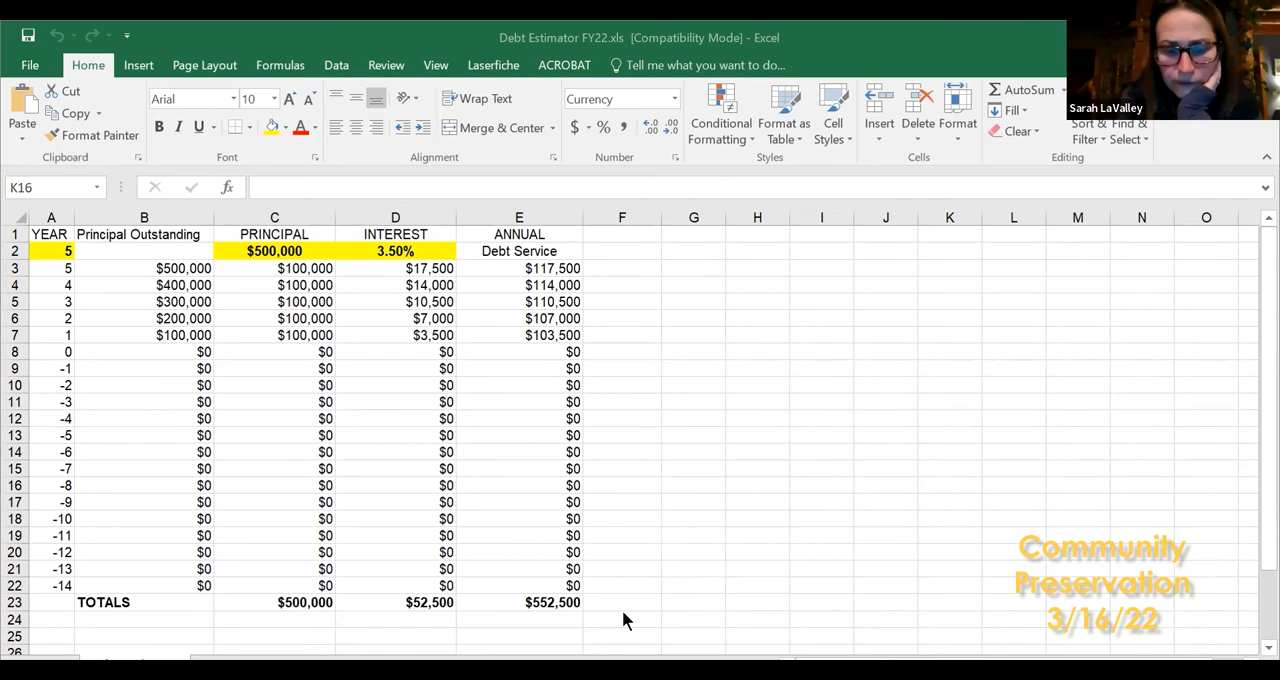 Debt Estimator FY22.xls [Compatibility Mode] - Excel
File Home Insert Page Layout Formulas Data Review View Laserfiche ACROBAT Tell me what you want to do...
Sarah LaValley
Paste
Cut
Copy
Format Painter
Arial 10
B I U
Wrap Text
Merge & Center
Currency
$ % ,
Conditional Formatting
Format as Table
Cell Styles
Insert Delete Format
AutoSum
Fill
Clear
Sort & Filter
Find & Select
Clipboard Font Alignment Number Styles Cells Editing
K16 fx
A B C D E F G H I J K L M N O
1 YEAR Principal Outstanding PRINCIPAL INTEREST ANNUAL
2 5 $500,000 3.50% Debt Service
3 5 $500,000 $100,000 $17,500 $117,500
4 4 $400,000 $100,000 $14,000 $114,000
5 3 $300,000 $100,000 $10,500 $110,500
6 2 $200,000 $100,000 $7,000 $107,000
7 1 $100,000 $100,000 $3,500 $103,500
8 0 $0 $0 $0 $0
9 -1 $0 $0 $0 $0
10 -2 $0 $0 $0 $0
11 -3 $0 $0 $0 $0
12 -4 $0 $0 $0 $0
13 -5 $0 $0 $0 $0
14 -6 $0 $0 $0 $0
15 -7 $0 $0 $0 $0
16 -8 $0 $0 $0 $0
17 -9 $0 $0 $0 $0
18 -10 $0 $0 $0 $0
19 -11 $0 $0 $0 $0
20 -12 $0 $0 $0 $0
21 -13 $0 $0 $0 $0
22 -14 $0 $0 $0 $0
23 TOTALS $500,000 $52,500 $552,500
24
25
26
Community
Preservation
3/16/22